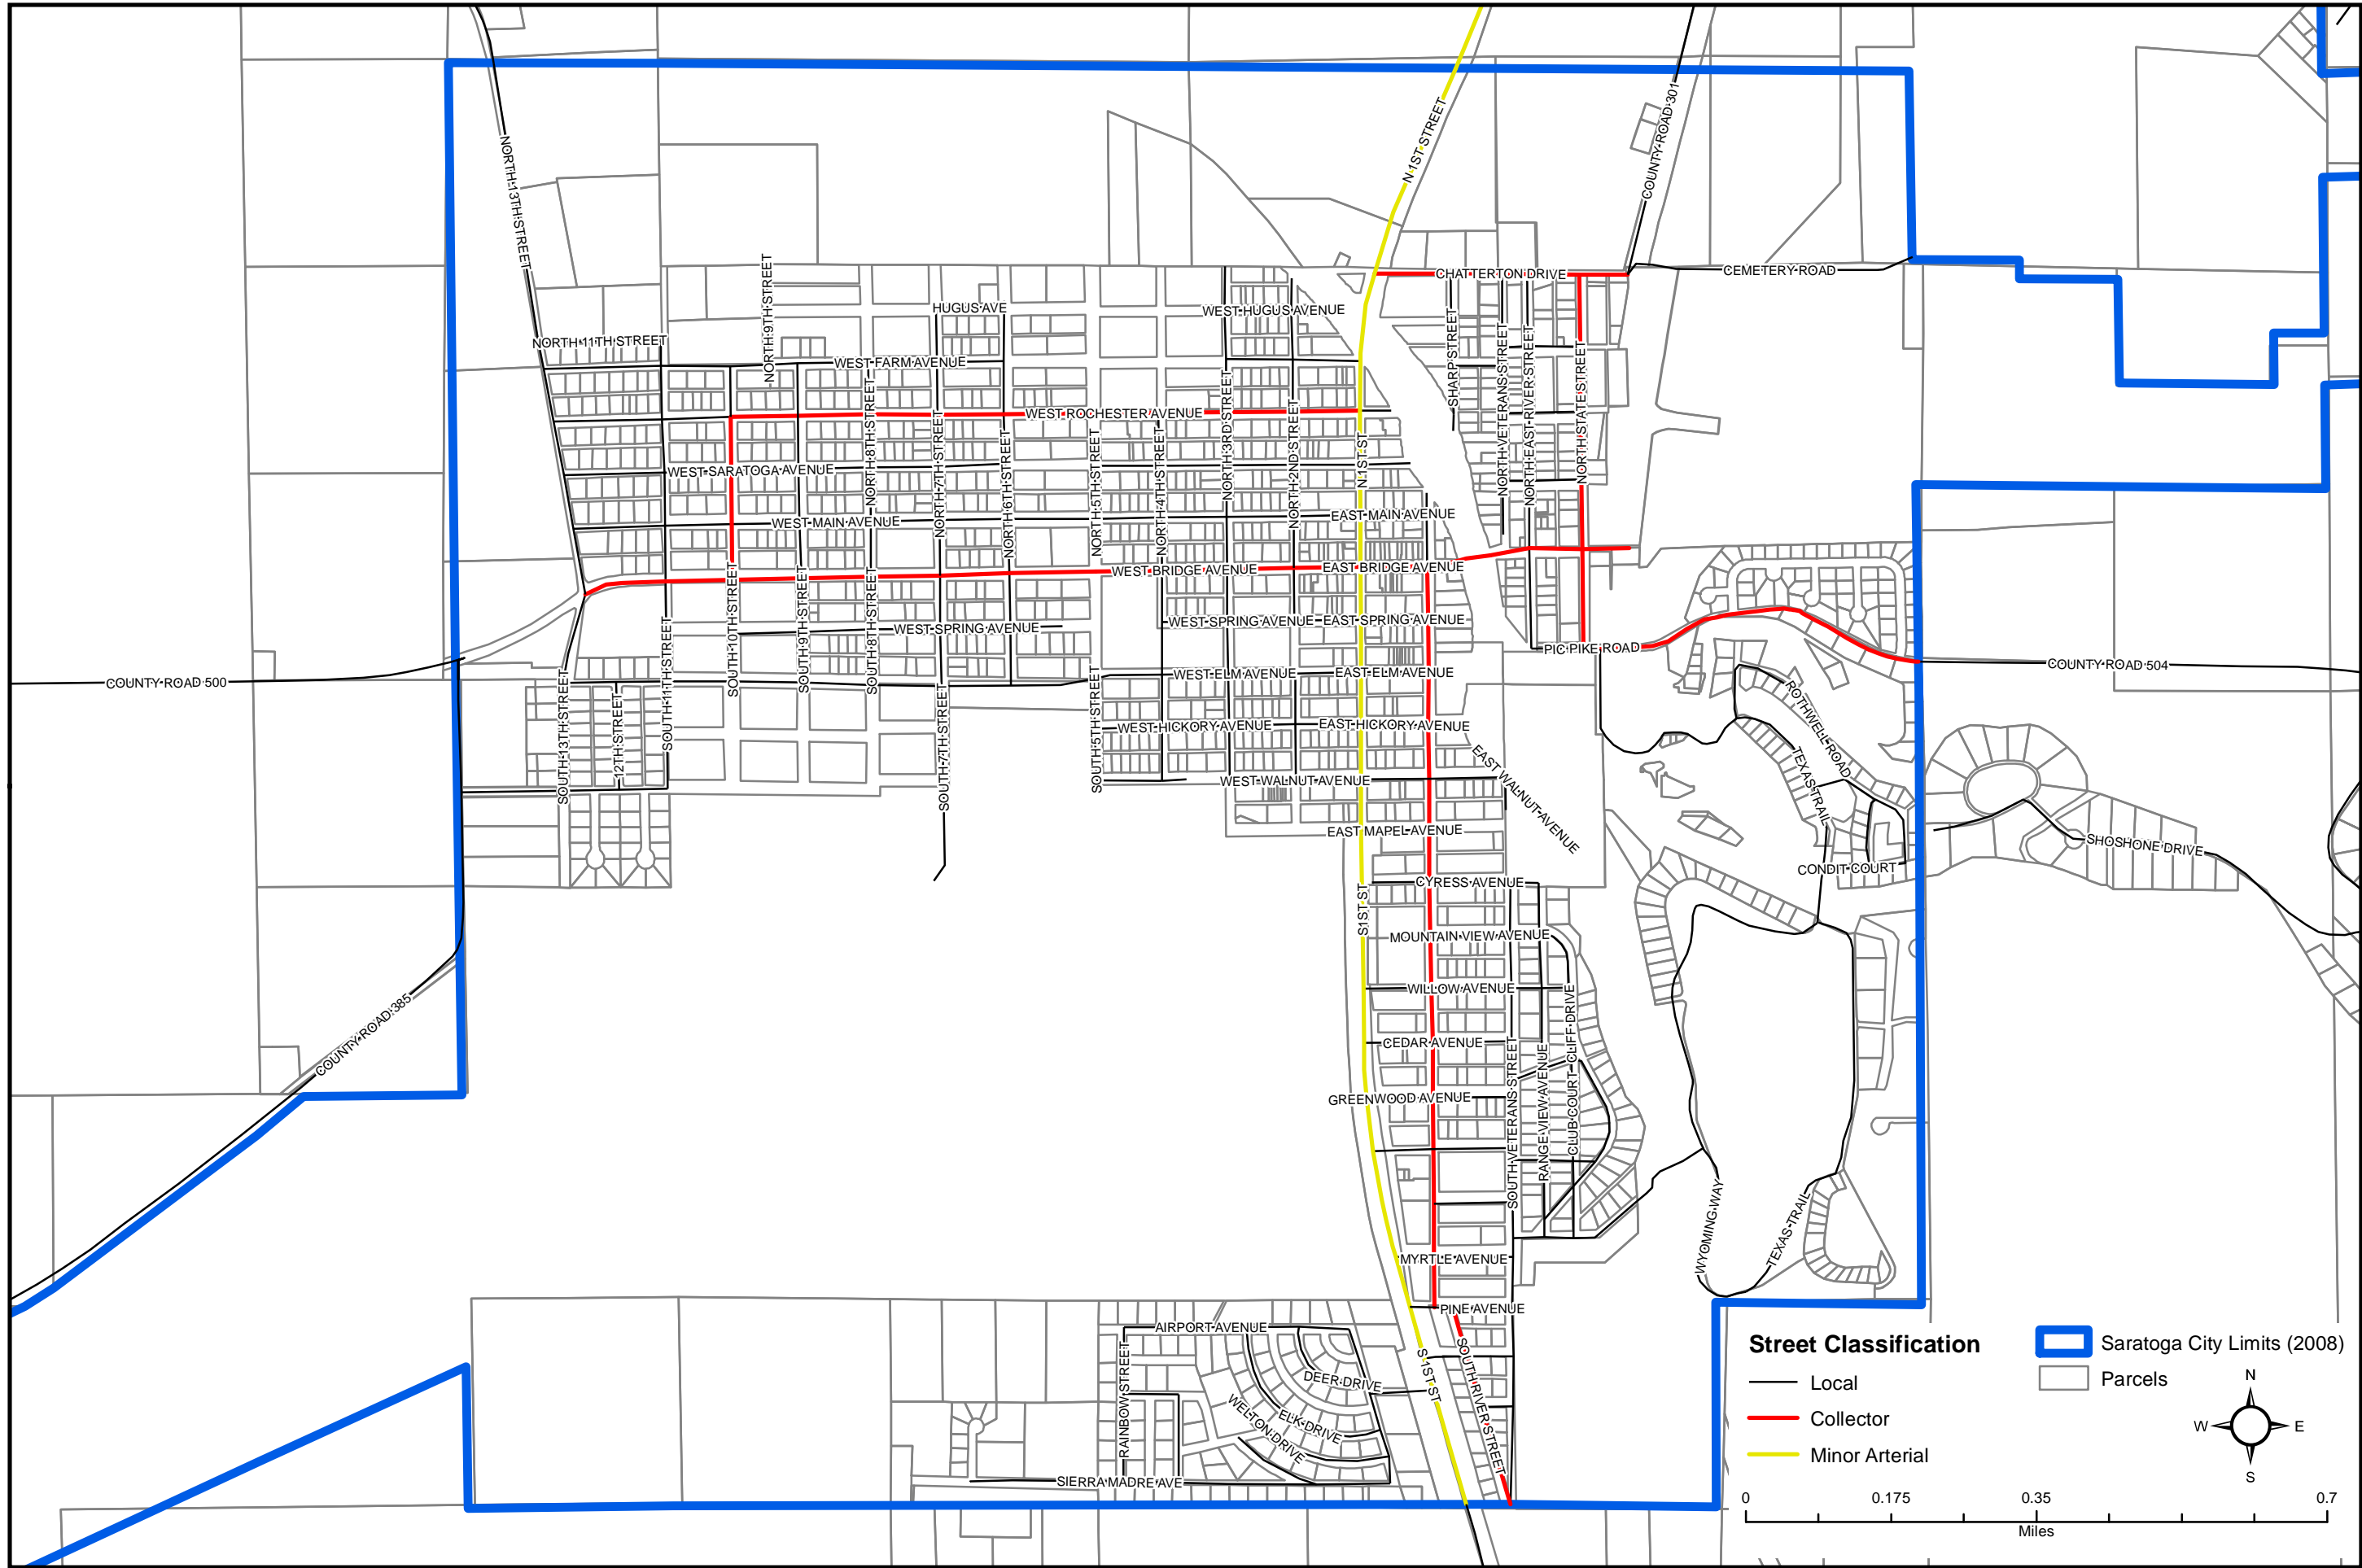 N 1ST STREET
COUNTY ROAD 301
NORTH 13TH STREET
CHATTERTON DRIVE
CEMETERY ROAD
NORTH 9TH STREET
HUGUS AVE
WEST HUGUS AVENUE
NORTH 11TH STREET
WEST FARM AVENUE
SHARP STREET
NORTH VETERANS STREET
NORTH EAST RIVER STREET
NORTH STATE STREET
WEST ROCHESTER AVENUE
NORTH 8TH STREET
NORTH 7TH STREET
NORTH 6TH STREET
NORTH 5TH STREET
NORTH 4TH STREET
NORTH 3RD STREET
NORTH 2ND STREET
N 1ST ST
WEST SARATOGA AVENUE
WEST MAIN AVENUE
EAST MAIN AVENUE
WEST BRIDGE AVENUE
EAST BRIDGE AVENUE
SOUTH 11TH STREET
SOUTH 10TH STREET
SOUTH 9TH STREET
SOUTH 8TH STREET
WEST SPRING AVENUE
WEST SPRING AVENUE
EAST SPRING AVENUE
PIC PIKE ROAD
COUNTY ROAD 504
COUNTY ROAD 500
SOUTH 13TH STREET
12TH STREET
SOUTH 7TH STREET
SOUTH 5TH STREET
WEST ELM AVENUE
EAST ELM AVENUE
ROTHWELL ROAD
WEST HICKORY AVENUE
EAST HICKORY AVENUE
EAST WALNUT AVENUE
TEXAS TRAIL
WEST WALNUT AVENUE
EAST MAPEL AVENUE
SHOSHONE DRIVE
CONDIT COURT
CYRESS AVENUE
S 1ST ST
MOUNTAIN VIEW AVENUE
WILLOW AVENUE
COUNTY ROAD 385
CEDAR AVENUE
CLUB COURT CLIFF DRIVE
RANGE VIEW AVENUE
SOUTH VETERANS STREET
GREENWOOD AVENUE
WYOMING WAY
TEXAS TRAIL
MYRTLE AVENUE
PINE AVENUE
AIRPORT AVENUE
RAINBOW STREET
DEER DRIVE
ELK DRIVE
WELTON DRIVE
S 1ST ST
SOUTH RIVER STREET
SIERRA MADRE AVE
Street Classification
Local
Collector
Minor Arterial
Saratoga City Limits (2008)
Parcels
N
W E
S
0 0.175 0.35 0.7
Miles